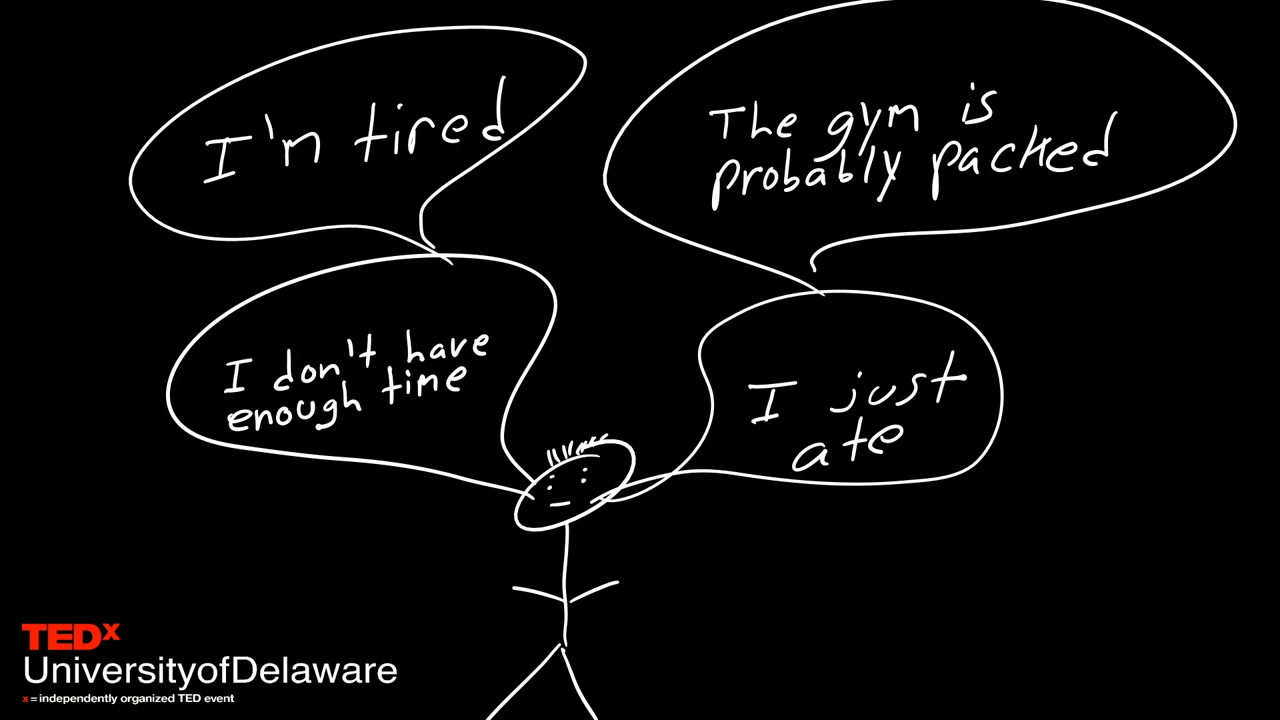 I'm tired
The gym is
probably packed
I don't have
enough time
I just
ate
TEDx
UniversityofDelaware
x = independently organized TED event